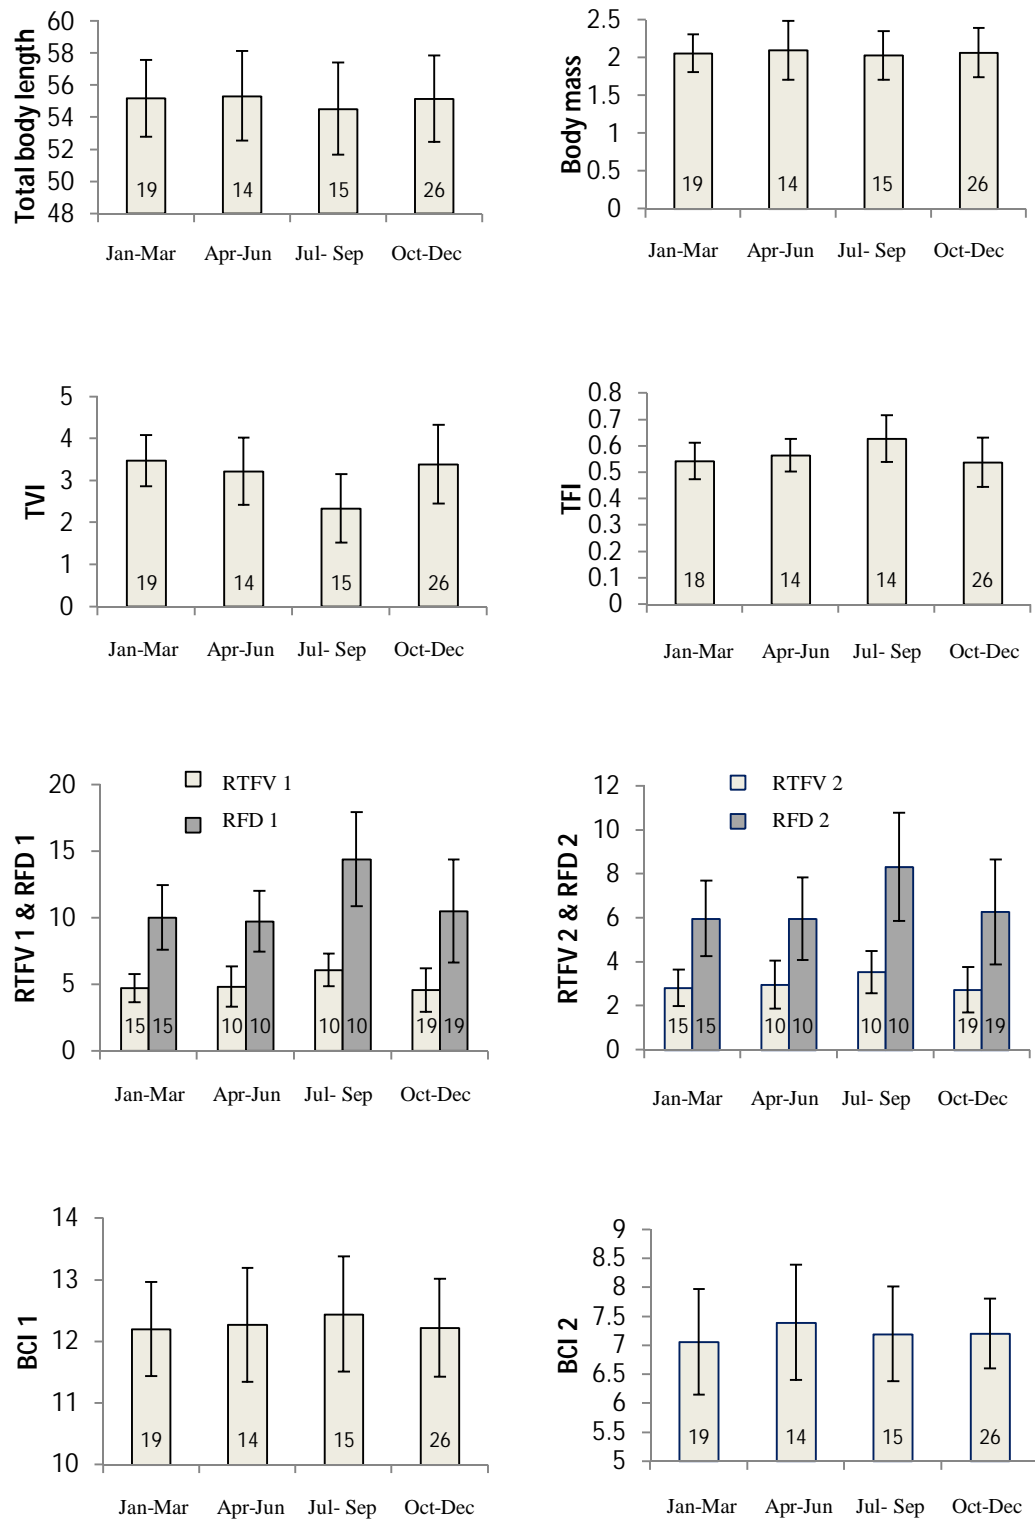 Total body length
60
58
56
54
52
50
48
19 14 15 26
Jan-Mar Apr-Jun Jul- Sep Oct-Dec
Body mass
2.5
2
1.5
1
0.5
0
19 14 15 26
Jan-Mar Apr-Jun Jul- Sep Oct-Dec
TVI
5
4
3
2
1
0
19 14 15 26
Jan-Mar Apr-Jun Jul- Sep Oct-Dec
TFI
0.8
0.7
0.6
0.5
0.4
0.3
0.2
0.1
0
18 14 14 26
Jan-Mar Apr-Jun Jul- Sep Oct-Dec
RTFV 1 & RFD 1
RTFV 1
RFD 1
20
15
10
5
0
15 15 10 10 10 10 19 19
Jan-Mar Apr-Jun Jul- Sep Oct-Dec
RTFV 2 & RFD 2
RTFV 2
RFD 2
12
10
8
6
4
2
0
15 15 10 10 10 10 19 19
Jan-Mar Apr-Jun Jul- Sep Oct-Dec
BCI 1
14
13
12
11
10
19 14 15 26
Jan-Mar Apr-Jun Jul- Sep Oct-Dec
BCI 2
9
8.5
8
7.5
7
6.5
6
5.5
5
19 14 15 26
Jan-Mar Apr-Jun Jul- Sep Oct-Dec